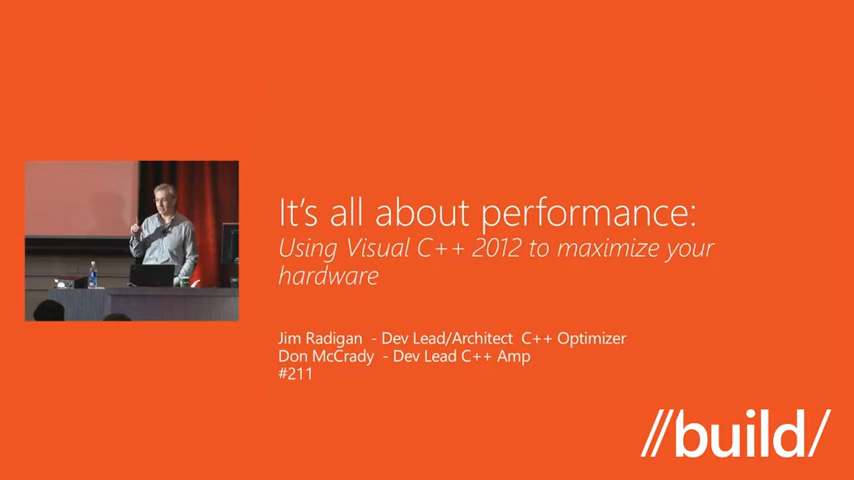 It's all about performance:
Using Visual C++ 2012 to maximize your
hardware
Jim Radigan - Dev Lead/Architect C++ Optimizer
Don McCrady - Dev Lead C++ Amp
#211
//build/